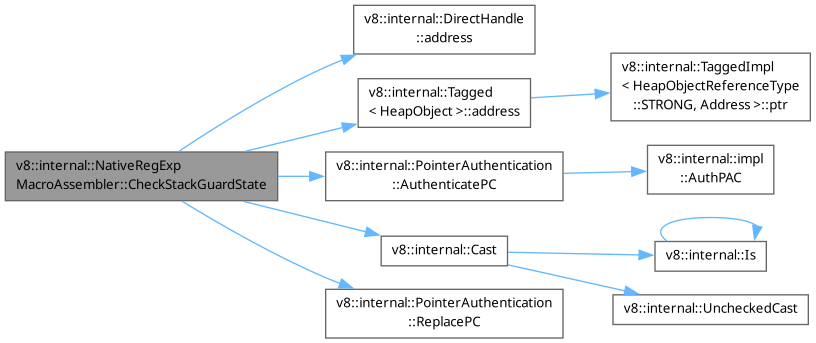 v8::internal::NativeRegExp
MacroAssembler::CheckStackGuardState
v8::internal::DirectHandle
::address
v8::internal::Tagged
< HeapObject >::address
v8::internal::TaggedImpl
< HeapObjectReferenceType
::STRONG, Address >::ptr
v8::internal::PointerAuthentication
::AuthenticatePC
v8::internal::impl
::AuthPAC
v8::internal::Cast
v8::internal::Is
v8::internal::UncheckedCast
v8::internal::PointerAuthentication
::ReplacePC